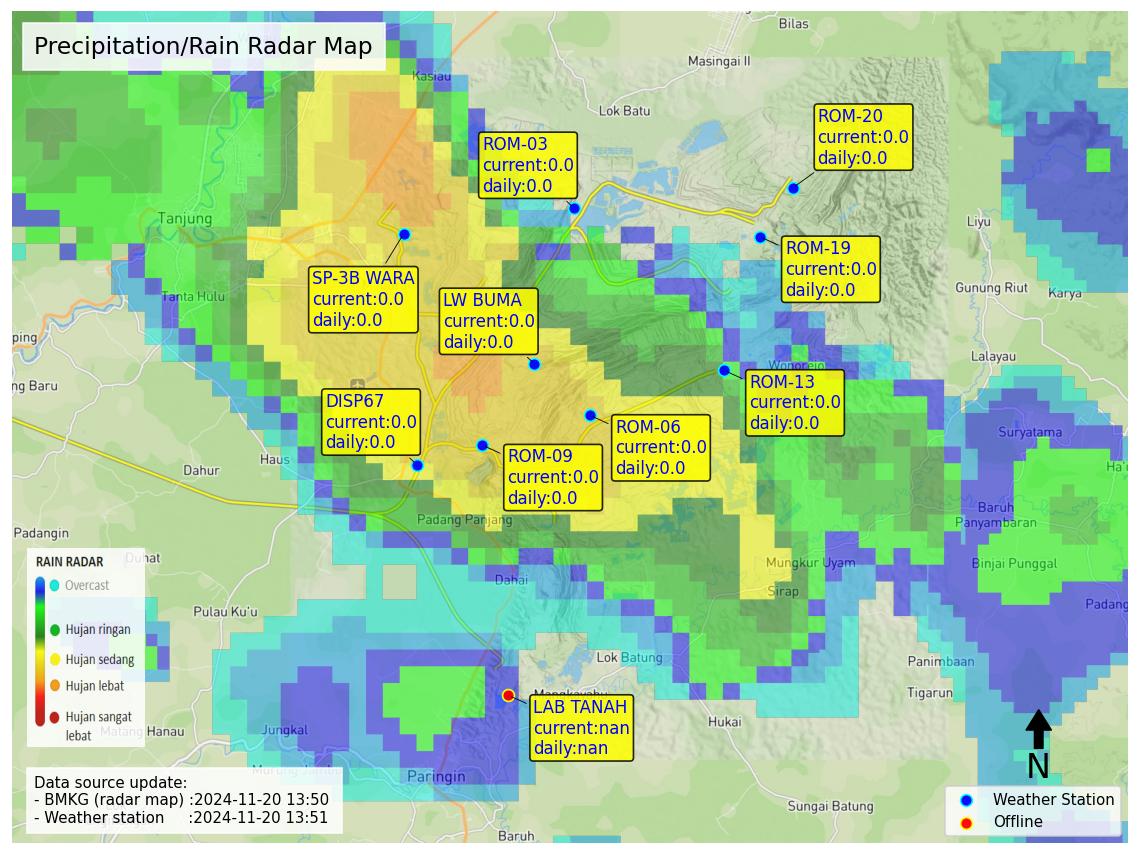 Precipitation/Rain Radar Map
Bilas
Masingai II
Kasiau
Lok Batu
ROM-20
current:0.0
daily:0.0
ROM-03
current:0.0
daily:0.0
Tanjung
Liyu
ROM-19
current:0.0
daily:0.0
SP-3B WARA
current:0.0
daily:0.0
Tanta Hulu
LW BUMA
current:0.0
daily:0.0
Gunung Riut
Karya
ping
Lalayau
Wonorejo
ng Baru
ROM-13
current:0.0
daily:0.0
DISP67
current:0.0
daily:0.0
ROM-06
current:0.0
daily:0.0
Suryatama
Haus
Dahur
ROM-09
current:0.0
daily:0.0
Ha'u
Baruh
Panyambaran
Padang Panjang
Padangin
Duhat
Mungkur Uyam
Binjai Punggal
Dahai
Sirap
Padang
Pulau Ku'u
RAIN RADAR
Overcast
Hujan ringan
Hujan sedang
Hujan lebat
Hujan sangat
lebat
Lok Batung
Panimbaan
Tigarun
Mangkayahu
LAB TANAH
current:nan
daily:nan
Hukai
Matang Hanau
Jungkal
Murung Jambu
Paringin
N
Data source update:
- BMKG (radar map) :2024-11-20 13:50
- Weather station :2024-11-20 13:51
Sungai Batung
Weather Station
Offline
Baruh